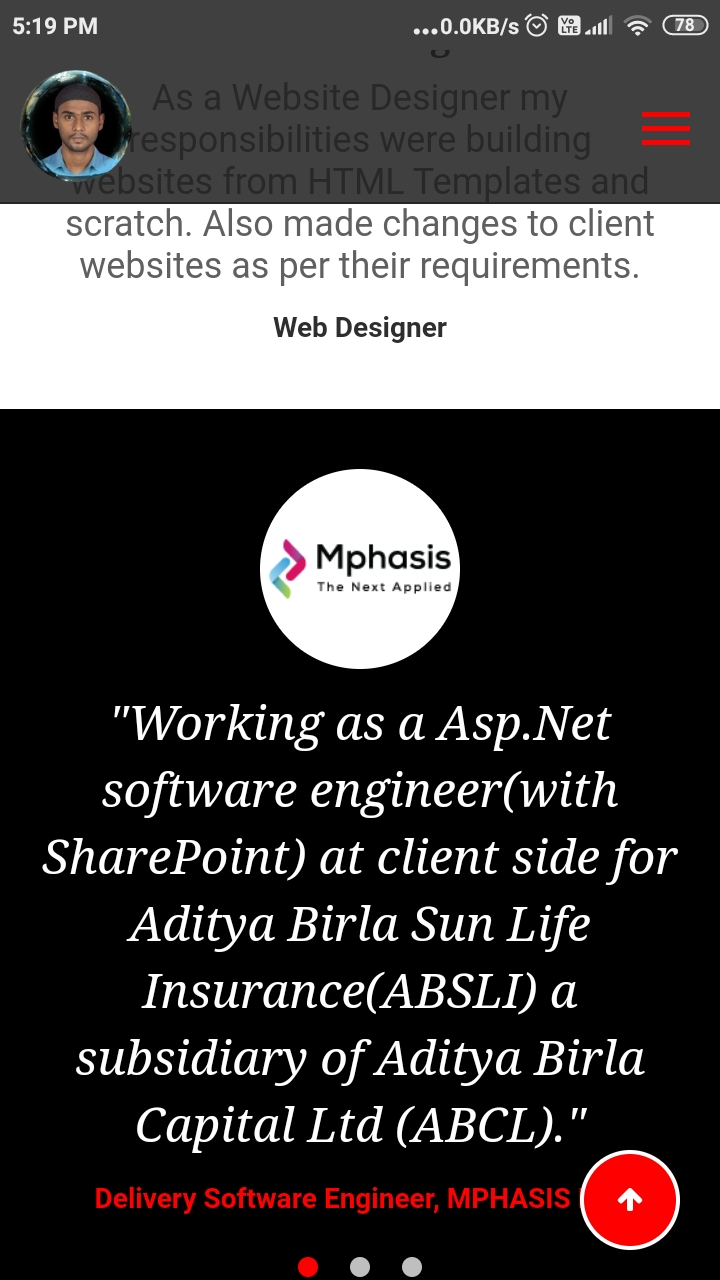 5:19 PM
...0.0KB/s
Vo
LTE
78
As a Website Designer my
responsibilities were building
websites from HTML Templates and
scratch. Also made changes to client
websites as per their requirements.
Web Designer
Mphasis
The Next Applied
"Working as a Asp.Net
software engineer(with
SharePoint) at client side for
Aditya Birla Sun Life
Insurance(ABSLI) a
subsidiary of Aditya Birla
Capital Ltd (ABCL)."
Delivery Software Engineer, MPHASIS